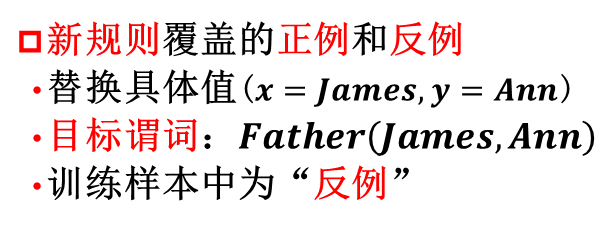 新规则覆盖的正例和反例
•替换具体值(x = James, y = Ann)
•目标谓词：Father(James, Ann)
•训练样本中为“反例”